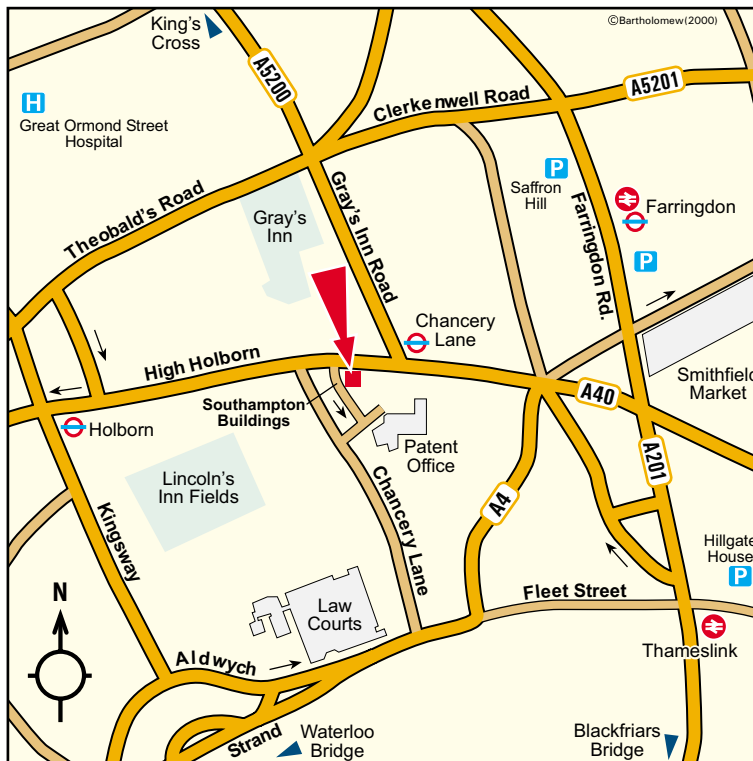 King's
Cross
©Bartholomew(2000)
A5200
A5201
H
Great Ormond Street
Hospital
Clerkenwell Road
P
Saffron
Hill
Farringdon
Theobald's Road
Gray's
Inn
Gray's Inn Road
Farringdon Rd.
P
Chancery
Lane
High Holborn
Smithfield
Market
Southampton
Buildings
A40
Holborn
Patent
Office
A201
Lincoln's
Inn Fields
Chancery Lane
A4
Kingsway
Hillgate
House
P
N
Law
Courts
Fleet Street
Thameslink
Aldwych
Strand
Waterloo
Bridge
Blackfriars
Bridge